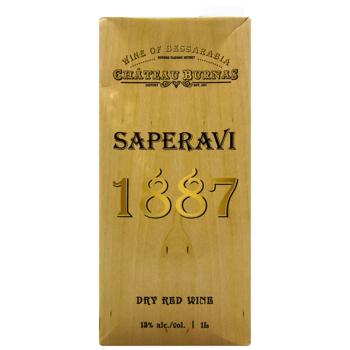 WINE OF BESSARABIA
CHÂTEAU BURNAS
SAPERAVI
1887
DRY RED WINE
13% alc./vol. | 1L